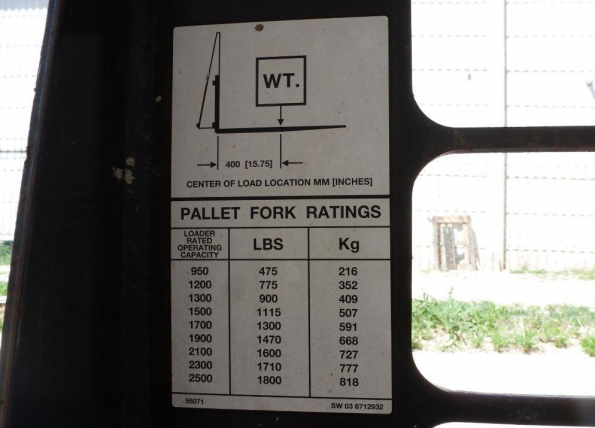 WT.
400 [15.75]
CENTER OF LOAD LOCATION MM [INCHES]
PALLET FORK RATINGS
LOADER
RATED
OPERATING
CAPACITY
LBS
Kg
950 475 216
1200 775 352
1300 900 409
1500 1115 507
1700 1300 591
1900 1470 668
2100 1600 727
2300 1710 777
2500 1800 818
55071
SW 03 6712932